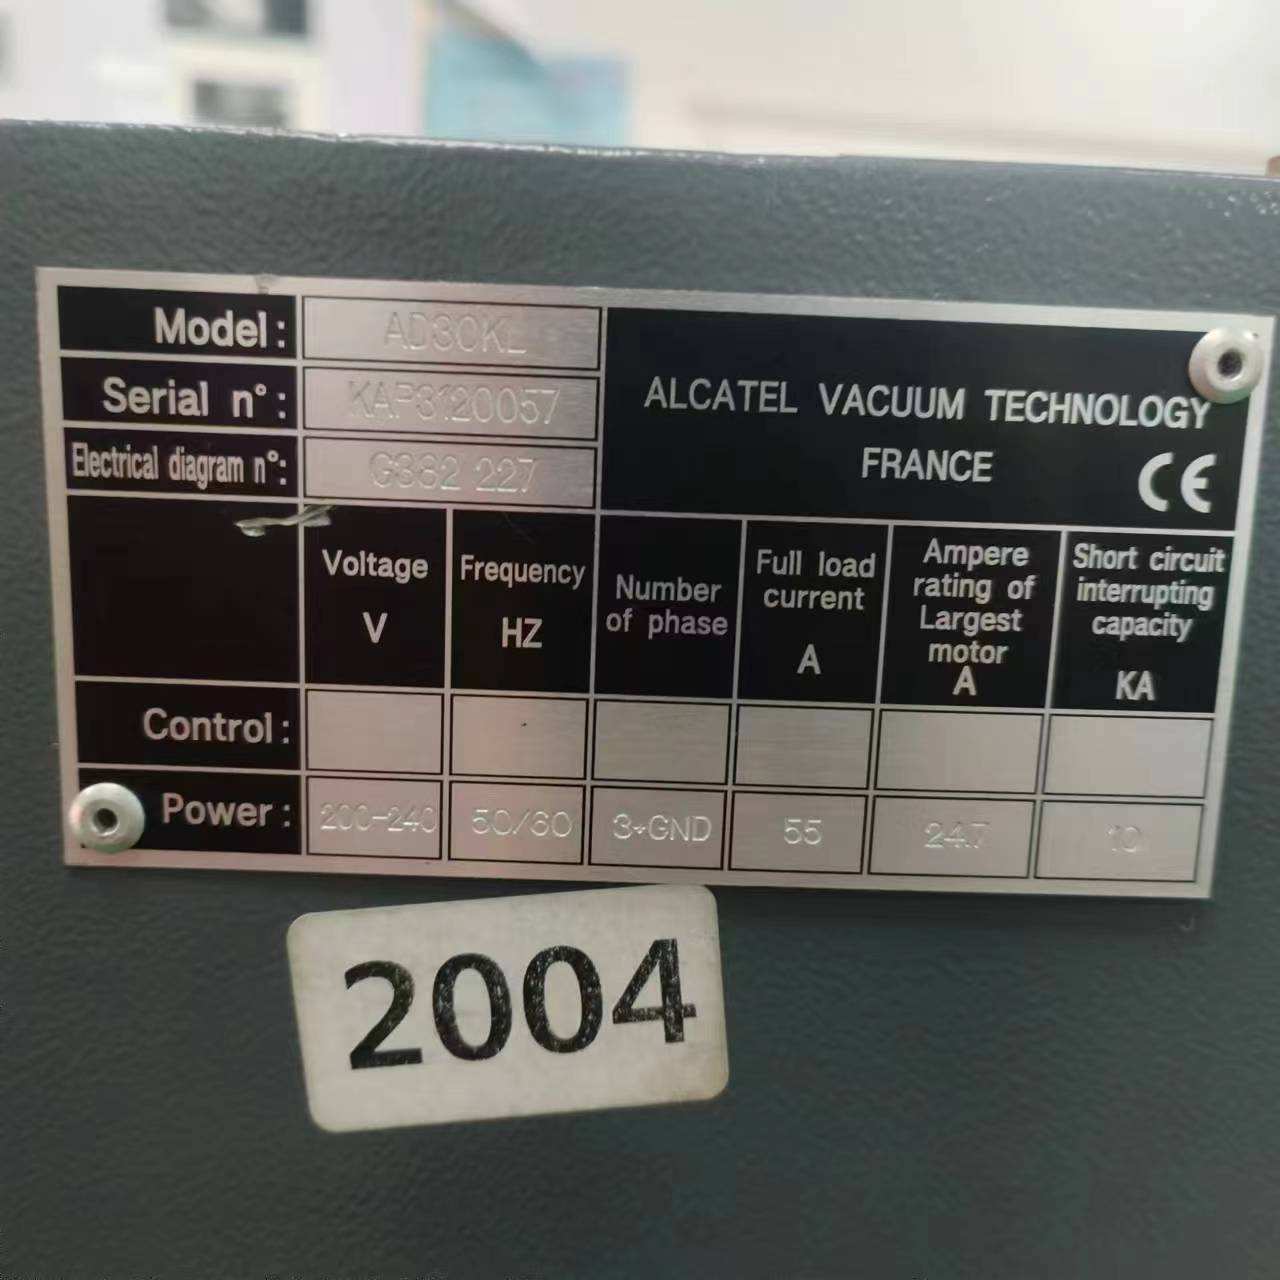 Model: AD30KL
Serial n°: KAP3120057
Electrical diagram n°: G362 227
ALCATEL VACUUM TECHNOLOGY
FRANCE
CE
Voltage
V
Frequency
HZ
Number
of phase
Full load
current
A
Ampere
rating of
Largest
motor
A
Short circuit
interrupting
capacity
KA
Control:
Power: 200-240 50/60 3+GND 55 24.7 10
2004